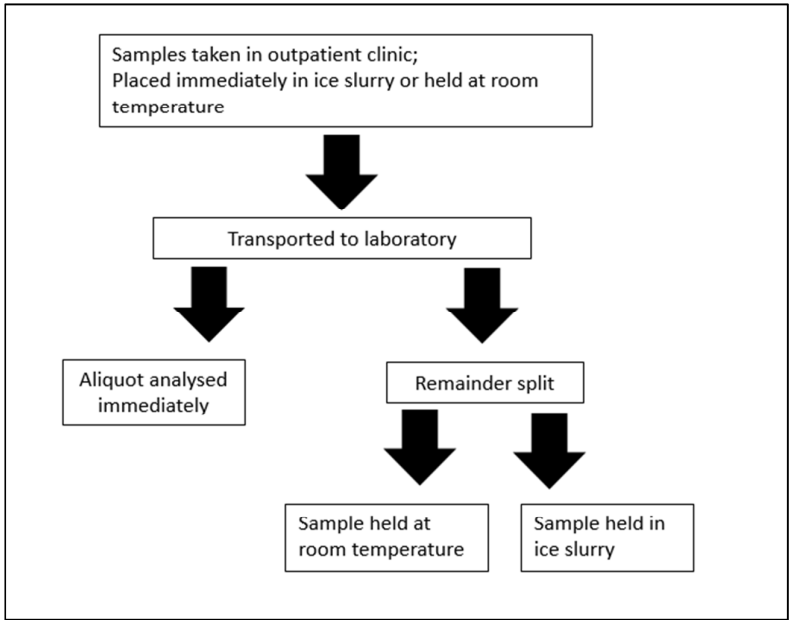 Samples taken in outpatient clinic;
Placed immediately in ice slurry or held at room
temperature
Transported to laboratory
Aliquot analysed
immediately
Remainder split
Sample held at
room temperature
Sample held in
ice slurry